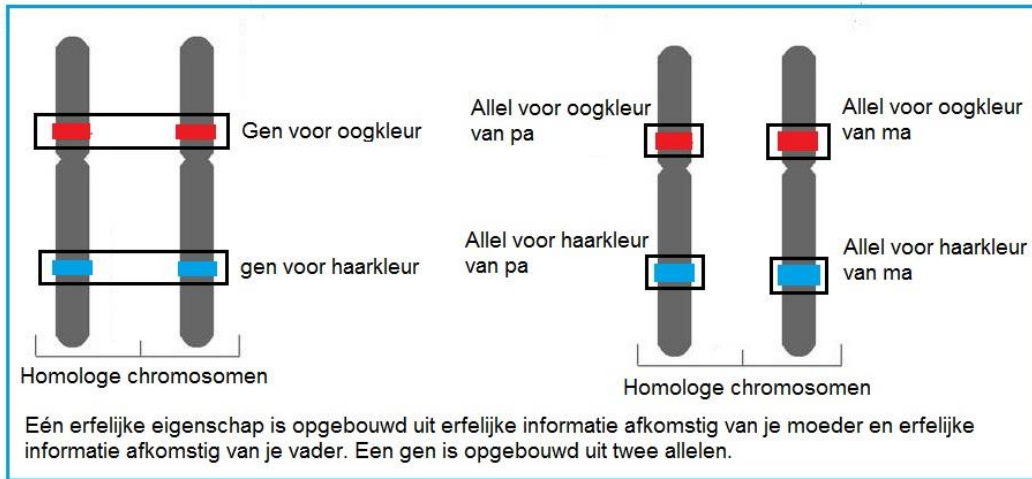 Gen voor oogkleur
gen voor haarkleur
Homologe chromosomen
Allel voor oogkleur
van pa
Allel voor oogkleur
van ma
Allel voor haarkleur
van pa
Allel voor haarkleur
van ma
Homologe chromosomen
Eén erfelijke eigenschap is opgebouwd uit erfelijke informatie afkomstig van je moeder en erfelijke
informatie afkomstig van je vader. Een gen is opgebouwd uit twee allelen.